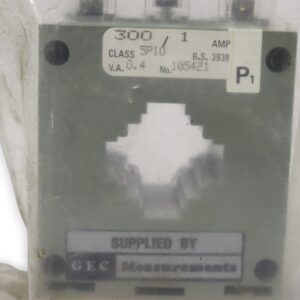 300 / 1 AMP
CLASS 5P10 B.S. 3938
V.A. 0.4 No. 105421
P1
SUPPLIED BY
GEC Measurements